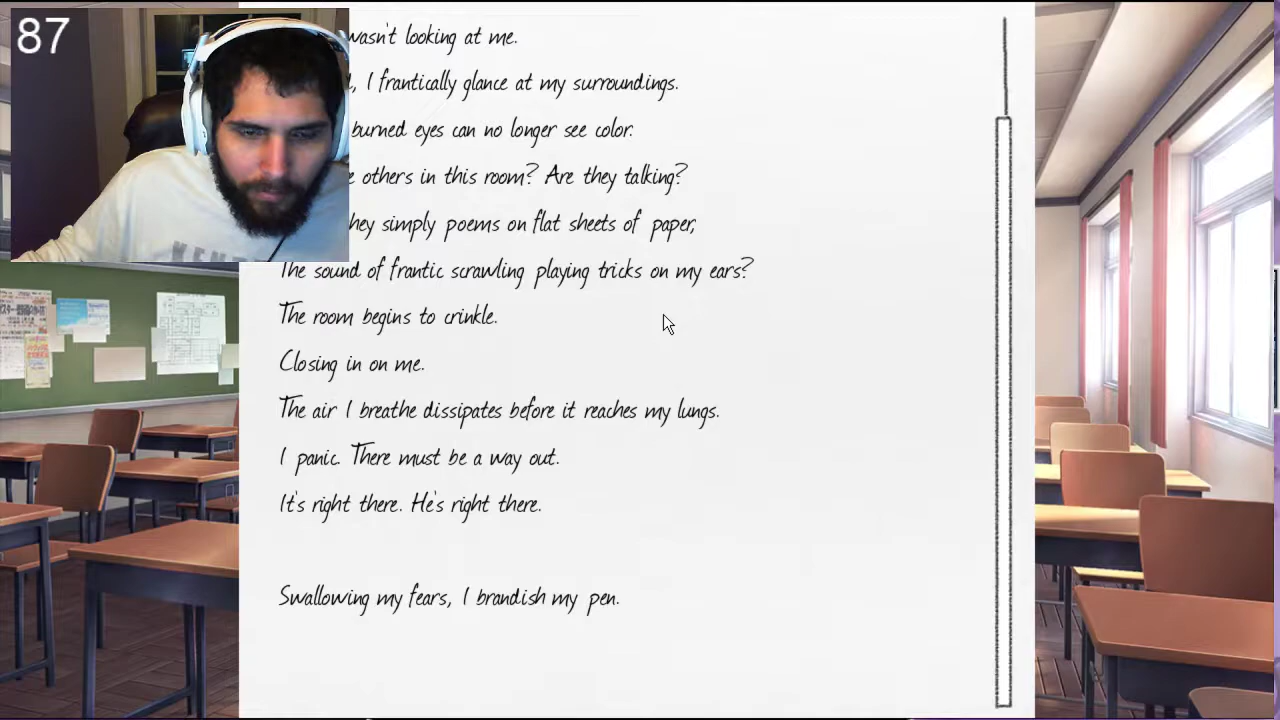 87
wasn't looking at me.
I frantically glance at my surroundings.
burned eyes can no longer see color.
others in this room? Are they talking?
simply poems on flat sheets of paper,
The sound of frantic scrawling playing tricks on my ears?
The room begins to crinkle.
Closing in on me.
The air I breathe dissipates before it reaches my lungs.
I panic. There must be a way out.
It's right there. He's right there.
Swallowing my fears, I brandish my pen.